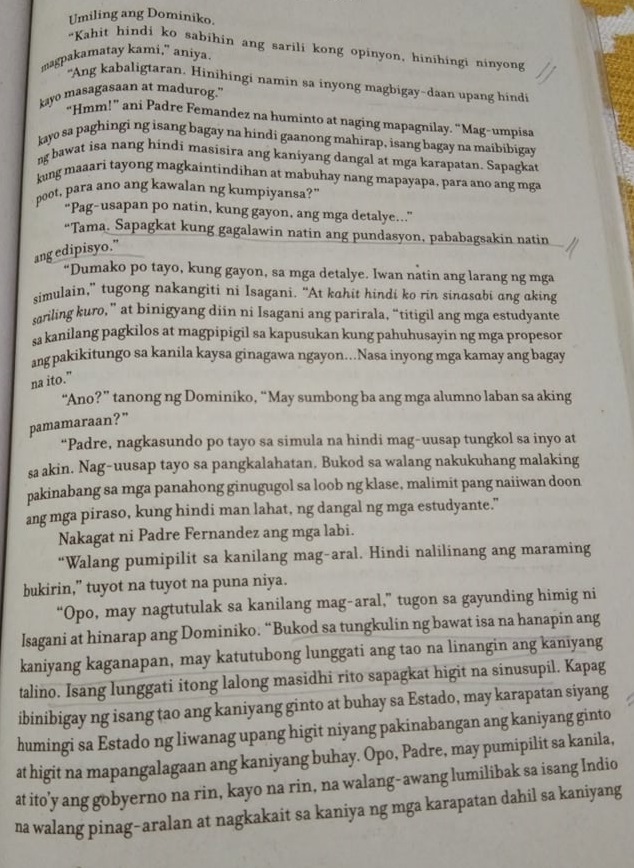 Umiling ang Dominiko.
“Kahit hindi ko sabihin ang sarili kong opinyon, hinihingi ninyong
magpakamatay kami,” aniya.
“Ang kabaligtaran. Hinihingi namin sa inyong magbigay-daan upang hindi
kayo masagasaan at madurog.”
“Hmm!” ani Padre Fernandez na huminto at naging mapagnilay. “Mag-umpisa
kayo sa paghingi ng isang bagay na hindi gaanong mahirap, isang bagay na maibibigay
ng bawat isa nang hindi masisira ang kaniyang dangal at mga karapatan. Sapagkat
kung maaari tayong magkaintindihan at mabuhay nang mapayapa, para ano ang mga
poot, para ano ang kawalan ng kumpiyansa?”
“Pag-usapan po natin, kung gayon, ang mga detalye...”
“Tama. Sapagkat kung gagalawin natin ang pundasyon, pababagsakin natin
ang edipisyo.”
“Dumako po tayo, kung gayon, sa mga detalye. Iwan natin ang larang ng mga
simulain,” tugong nakangiti ni Isagani. “At kahit hindi ko rin sinasabi ang aking
sariling kuro,” at binigyang diin ni Isagani ang parirala, “titigil ang mga estudyante
sa kanilang pagkilos at magpipigil sa kapusukan kung pahuhusayin ng mga propesor
ang pakikitungo sa kanila kaysa ginagawa ngayon...Nasa inyong mga kamay ang bagay
na ito.”
“Ano?” tanong ng Dominiko, “May sumbong ba ang mga alumno laban sa aking
pamamaraan?”
“Padre, nagkasundo po tayo sa simula na hindi mag-uusap tungkol sa inyo at
sa akin. Nag-uusap tayo sa pangkalahatan. Bukod sa walang nakukuhang malaking
pakinabang sa mga panahong ginugugol sa loob ng klase, malimit pang naiiwan doon
ang mga piraso, kung hindi man lahat, ng dangal ng mga estudyante.”
Nakagat ni Padre Fernandez ang mga labi.
“Walang pumipilit sa kanilang mag-aral. Hindi nalilinang ang maraming
bukirin,” tuyot na tuyot na puna niya.
“Opo, may nagtutulak sa kanilang mag-aral,” tugon sa gayunding himig ni
Isagani at hinarap ang Dominiko. “Bukod sa tungkulin ng bawat isa na hanapin ang
kaniyang kaganapan, may katutubong lunggati ang tao na linangin ang kaniyang
talino. Isang lunggati itong lalong masidhi rito sapagkat higit na sinusupil. Kapag
ibinibigay ng isang tao ang kaniyang ginto at buhay sa Estado, may karapatan siyang
humingi sa Estado ng liwanag upang higit niyang pakinabangan ang kaniyang ginto
at higit na mapangalagaan ang kaniyang buhay. Opo, Padre, may pumipilit sa kanila,
at ito’y ang gobyerno na rin, kayo na rin, na walang-awang lumilibak sa isang Indio
na walang pinag-aralan at nagkakait sa kaniya ng mga karapatan dahil sa kaniyang